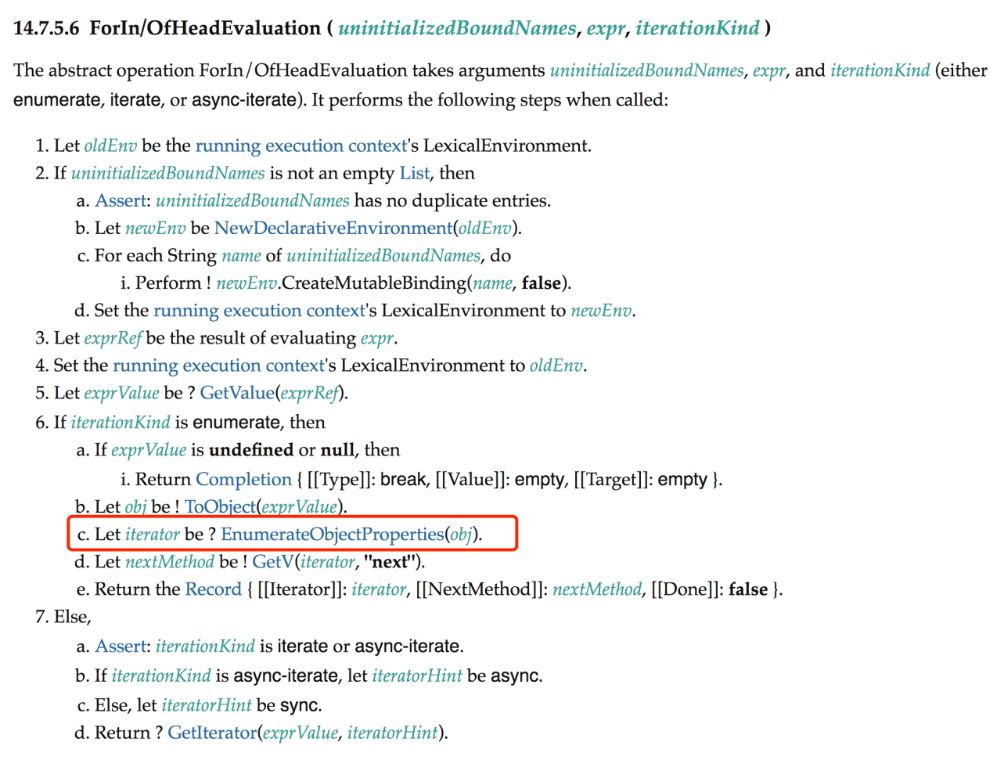 14.7.5.6 ForIn/OfHeadEvaluation ( uninitializedBoundNames, expr, iterationKind )
The abstract operation ForIn/OfHeadEvaluation takes arguments uninitializedBoundNames, expr, and iterationKind (either
enumerate, iterate, or async-iterate). It performs the following steps when called:
1. Let oldEnv be the running execution context's LexicalEnvironment.
2. If uninitializedBoundNames is not an empty List, then
a. Assert: uninitializedBoundNames has no duplicate entries.
b. Let newEnv be NewDeclarativeEnvironment(oldEnv).
c. For each String name of uninitializedBoundNames, do
i. Perform ! newEnv.CreateMutableBinding(name, false).
d. Set the running execution context's LexicalEnvironment to newEnv.
3. Let exprRef be the result of evaluating expr.
4. Set the running execution context's LexicalEnvironment to oldEnv.
5. Let exprValue be ? GetValue(exprRef).
6. If iterationKind is enumerate, then
a. If exprValue is undefined or null, then
i. Return Completion { [[Type]]: break, [[Value]]: empty, [[Target]]: empty }.
b. Let obj be ! ToObject(exprValue).
c. Let iterator be ? EnumerateObjectProperties(obj).
d. Let nextMethod be ! GetV(iterator, "next").
e. Return the Record { [[Iterator]]: iterator, [[NextMethod]]: nextMethod, [[Done]]: false }.
7. Else,
a. Assert: iterationKind is iterate or async-iterate.
b. If iterationKind is async-iterate, let iteratorHint be async.
c. Else, let iteratorHint be sync.
d. Return ? GetIterator(exprValue, iteratorHint).